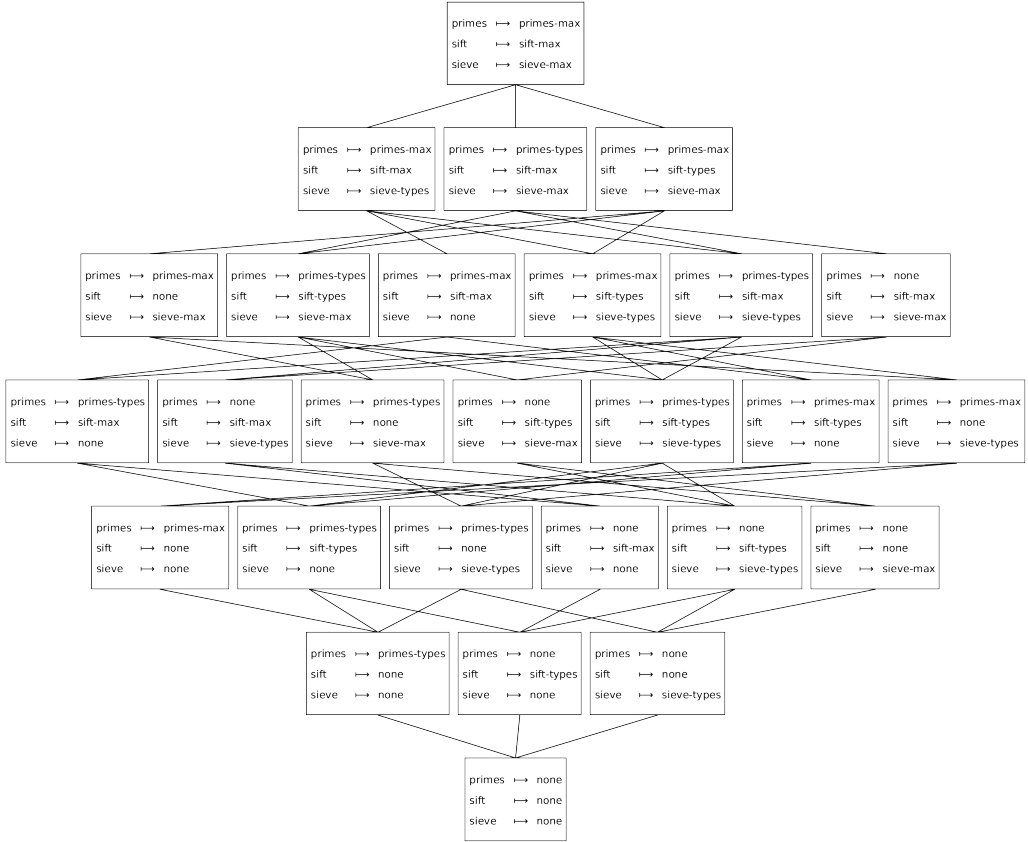 primes ↦ primes-max
sift ↦ sift-max
sieve ↦ sieve-max
primes ↦ primes-max
sift ↦ sift-max
sieve ↦ sieve-types
primes ↦ primes-types
sift ↦ sift-max
sieve ↦ sieve-max
primes ↦ primes-max
sift ↦ sift-types
sieve ↦ sieve-max
primes ↦ primes-max
sift ↦ none
sieve ↦ sieve-max
primes ↦ primes-types
sift ↦ sift-types
sieve ↦ sieve-max
primes ↦ primes-max
sift ↦ sift-max
sieve ↦ none
primes ↦ primes-max
sift ↦ sift-types
sieve ↦ sieve-types
primes ↦ primes-types
sift ↦ sift-max
sieve ↦ sieve-types
primes ↦ none
sift ↦ sift-max
sieve ↦ sieve-max
primes ↦ primes-types
sift ↦ sift-max
sieve ↦ none
primes ↦ none
sift ↦ sift-max
sieve ↦ sieve-types
primes ↦ primes-types
sift ↦ none
sieve ↦ sieve-max
primes ↦ none
sift ↦ sift-types
sieve ↦ sieve-max
primes ↦ primes-types
sift ↦ sift-types
sieve ↦ sieve-types
primes ↦ primes-max
sift ↦ sift-types
sieve ↦ none
primes ↦ primes-max
sift ↦ none
sieve ↦ sieve-types
primes ↦ primes-max
sift ↦ none
sieve ↦ none
primes ↦ primes-types
sift ↦ sift-types
sieve ↦ none
primes ↦ primes-types
sift ↦ none
sieve ↦ sieve-types
primes ↦ none
sift ↦ sift-max
sieve ↦ none
primes ↦ none
sift ↦ sift-types
sieve ↦ sieve-types
primes ↦ none
sift ↦ none
sieve ↦ sieve-max
primes ↦ primes-types
sift ↦ none
sieve ↦ none
primes ↦ none
sift ↦ sift-types
sieve ↦ none
primes ↦ none
sift ↦ none
sieve ↦ sieve-types
primes ↦ none
sift ↦ none
sieve ↦ none